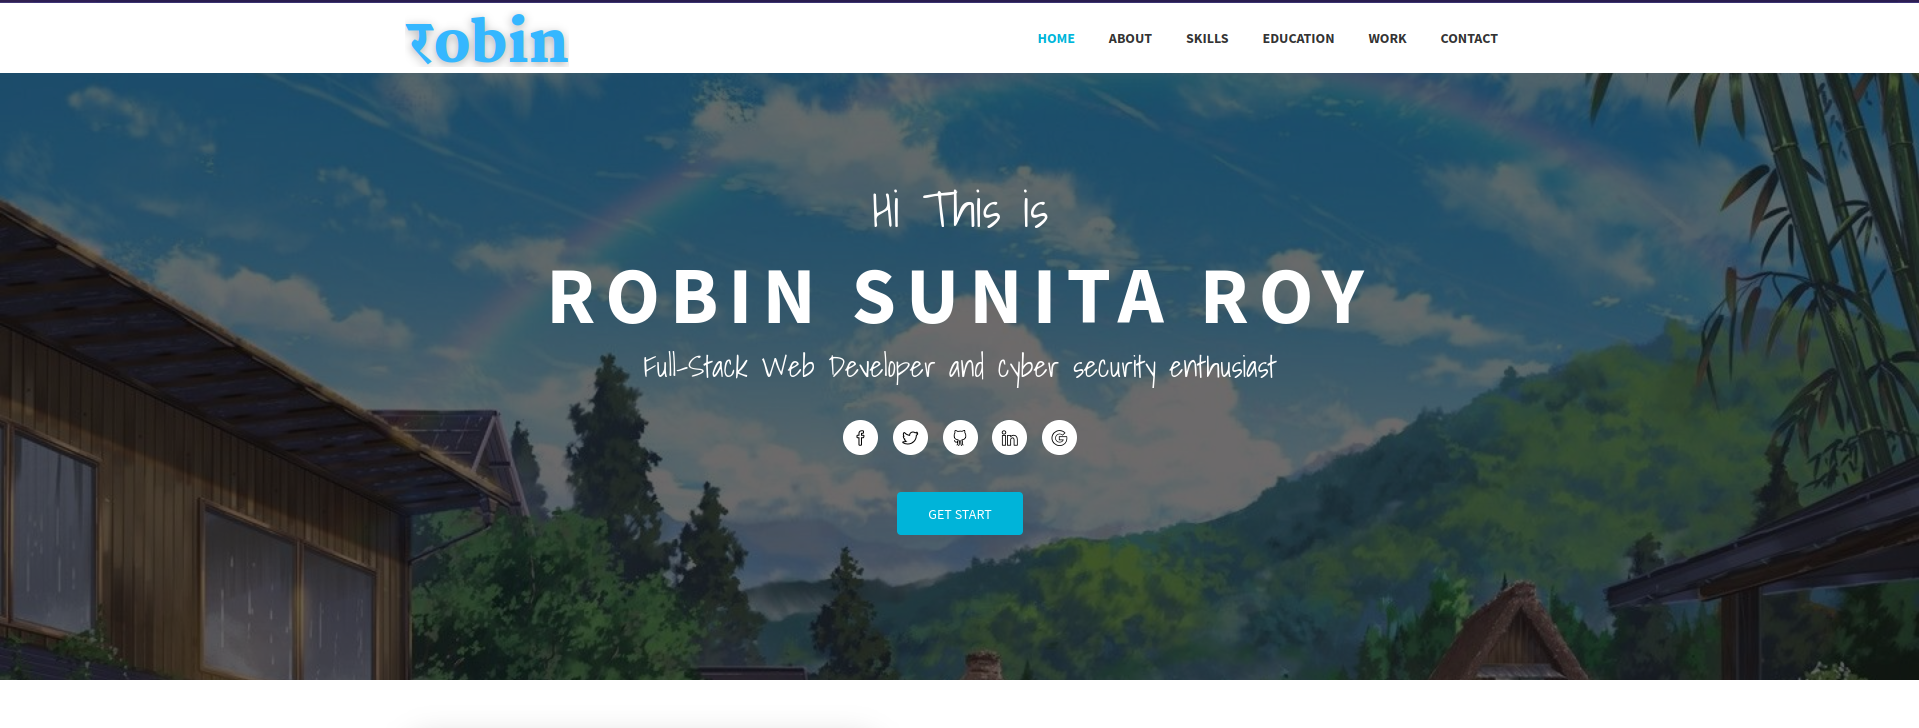 रobin
HOME ABOUT SKILLS EDUCATION WORK CONTACT
Hi This is
ROBIN SUNITA ROY
Full-Stack Web Developer and cyber security enthusiast
GET START